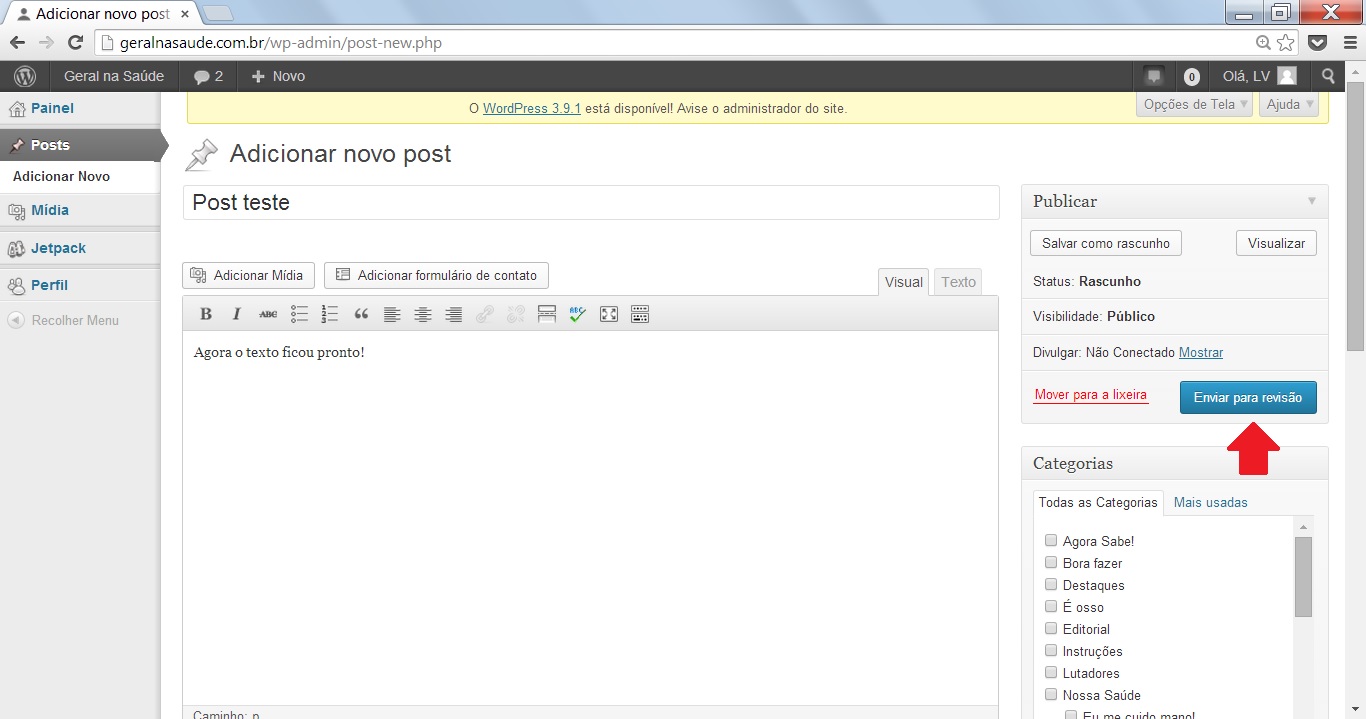 Adicionar novo post
geralnasaude.com.br/wp-admin/post-new.php
Geral na Saúde 2 Novo 0 Olá, LV
Painel
Posts
Adicionar Novo
Mídia
Jetpack
Perfil
Recolher Menu
O WordPress 3.9.1 está disponível! Avise o administrador do site.
Opções de Tela Ajuda
Adicionar novo post
Post teste
Adicionar Mídia Adicionar formulário de contato
Visual Texto
B I ABC ABC
Agora o texto ficou pronto!
Caminho: p
Publicar
Salvar como rascunho Visualizar
Status: Rascunho
Visibilidade: Público
Divulgar: Não Conectado Mostrar
Mover para a lixeira Enviar para revisão
Categorias
Todas as Categorias Mais usadas
Agora Sabe!
Bora fazer
Destaques
É osso
Editorial
Instruções
Lutadores
Nossa Saúde
Eu me cuido mano!